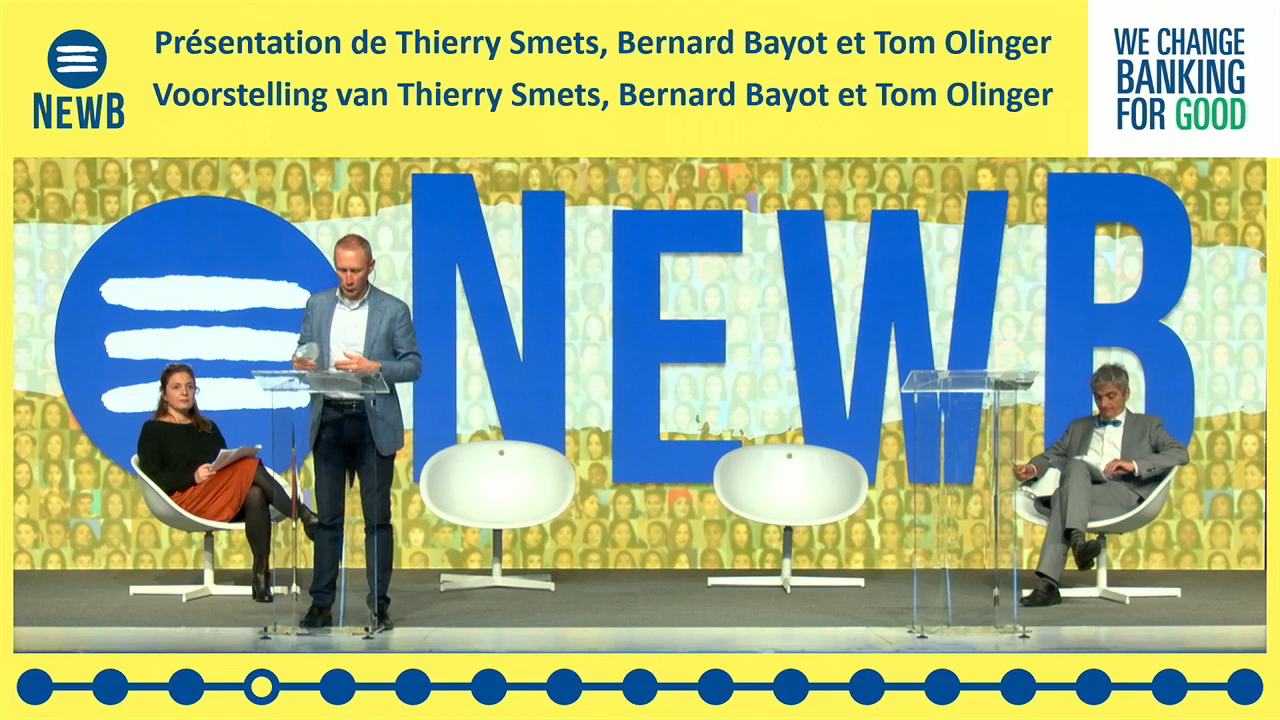 Présentation de Thierry Smets, Bernard Bayot et Tom Olinger
Voorstelling van Thierry Smets, Bernard Bayot et Tom Olinger
NEWB
WE CHANGE
BANKING
FOR GOOD
NEWB